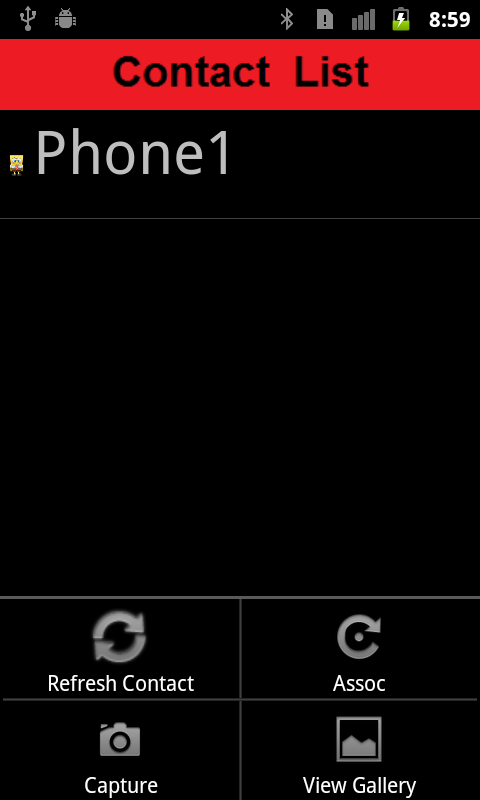 8:59
Contact List
Phone1
Refresh Contact
Assoc
Capture
View Gallery